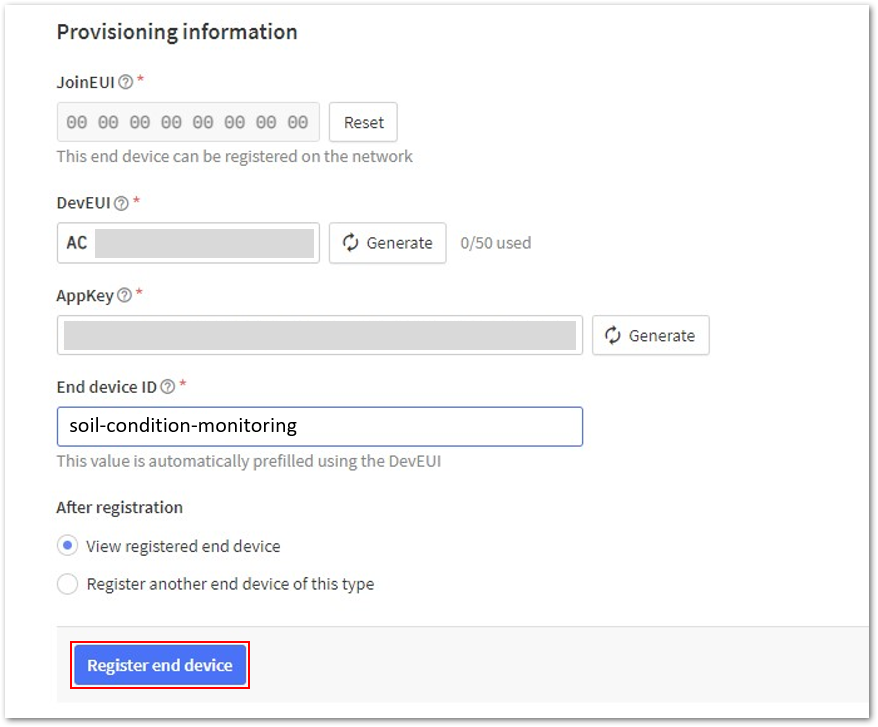 Provisioning information
JoinEUI *
00 00 00 00 00 00 00 00 Reset
This end device can be registered on the network
DevEUI *
AC Generate 0/50 used
AppKey *
Generate
End device ID *
soil-condition-monitoring
This value is automatically prefilled using the DevEUI
After registration
View registered end device
Register another end device of this type
Register end device